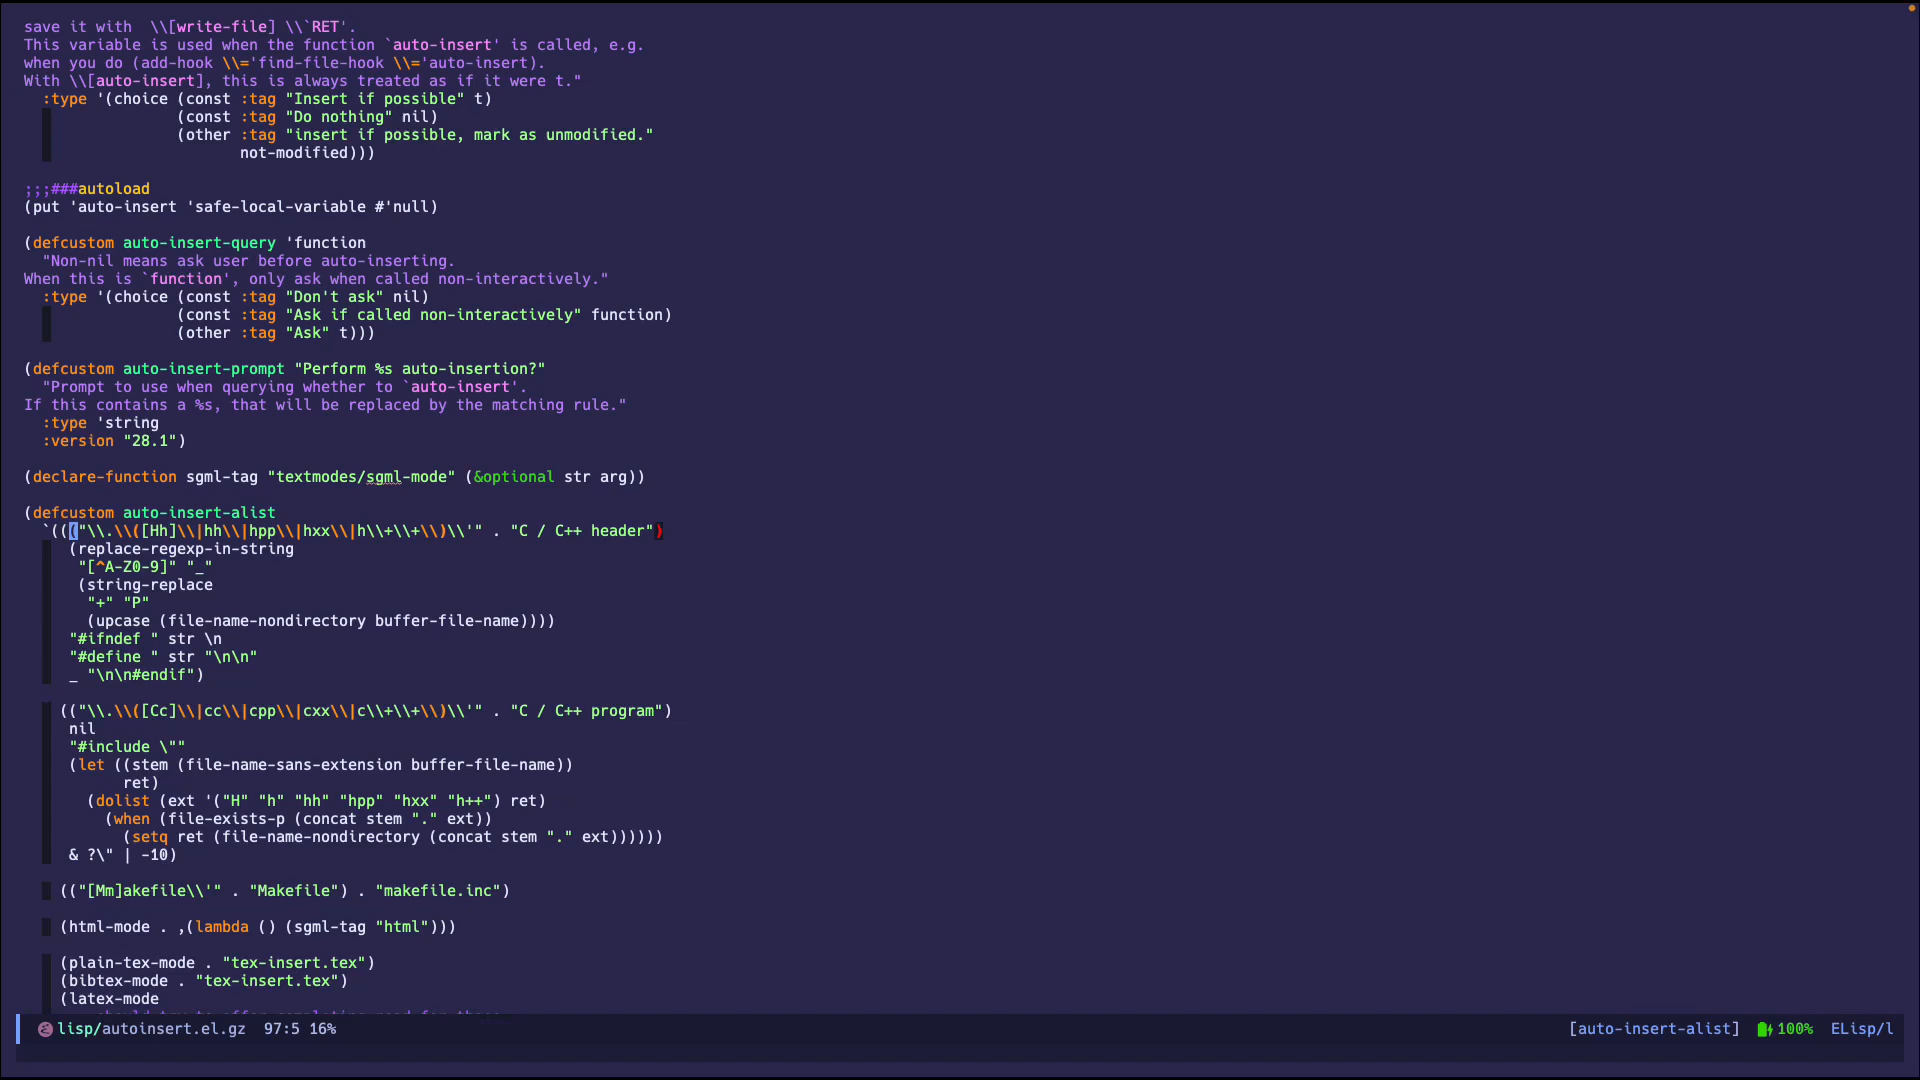 save it with  \\[write-file] \\`RET'.
This variable is used when the function `auto-insert' is called, e.g.
when you do (add-hook \\='find-file-hook \\='auto-insert).
With \\[auto-insert], this is always treated as if it were t."
  :type '(choice (const :tag "Insert if possible" t)
                 (const :tag "Do nothing" nil)
                 (other :tag "insert if possible, mark as unmodified."
                        not-modified)))
;;;###autoload
(put 'auto-insert 'safe-local-variable #'null)
(defcustom auto-insert-query 'function
  "Non-nil means ask user before auto-inserting.
When this is `function', only ask when called non-interactively."
  :type '(choice (const :tag "Don't ask" nil)
                 (const :tag "Ask if called non-interactively" function)
                 (other :tag "Ask" t)))
(defcustom auto-insert-prompt "Perform %s auto-insertion?"
  "Prompt to use when querying whether to `auto-insert'.
If this contains a %s, that will be replaced by the matching rule."
  :type 'string
  :version "28.1")
(declare-function sgml-tag "textmodes/sgml-mode" (&optional str arg))
(defcustom auto-insert-alist
  `((("\\.\\([Hh]\\|hh\\|hpp\\|hxx\\|h\\+\\+\\)\\'" . "C / C++ header")
     (replace-regexp-in-string
      "[^A-Z0-9]" "_"
      (string-replace
       "+" "P"
       (upcase (file-name-nondirectory buffer-file-name))))
     "#ifndef " str \n
     "#define " str "\n\n"
     _ "\n\n#endif")
    (("\\.\\([Cc]\\|cc\\|cpp\\|cxx\\|c\\+\\+\\)\\'" . "C / C++ program")
     nil
     "#include \""
     (let ((stem (file-name-sans-extension buffer-file-name))
           ret)
       (dolist (ext '("H" "h" "hh" "hpp" "hxx" "h++") ret)
         (when (file-exists-p (concat stem "." ext))
           (setq ret (file-name-nondirectory (concat stem "." ext))))))
     & ?\" | -10)
    (("[Mm]akefile\\'" . "Makefile") . "makefile.inc")
    (html-mode . ,(lambda () (sgml-tag "html")))
    (plain-tex-mode . "tex-insert.tex")
    (bibtex-mode . "tex-insert.tex")
    (latex-mode
lisp/autoinsert.el.gz  97:5 16%
[auto-insert-alist]  100%  ELisp/l